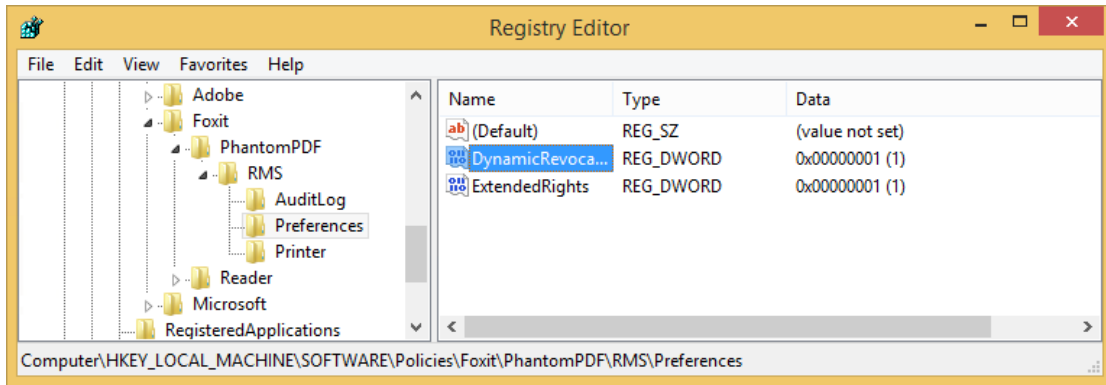 Registry Editor
File Edit View Favorites Help
Adobe
Foxit
PhantomPDF
RMS
AuditLog
Preferences
Printer
Reader
Microsoft
RegisteredApplications
Name Type Data
(Default) REG_SZ (value not set)
DynamicRevoca... REG_DWORD 0x00000001 (1)
ExtendedRights REG_DWORD 0x00000001 (1)
Computer\HKEY_LOCAL_MACHINE\SOFTWARE\Policies\Foxit\PhantomPDF\RMS\Preferences